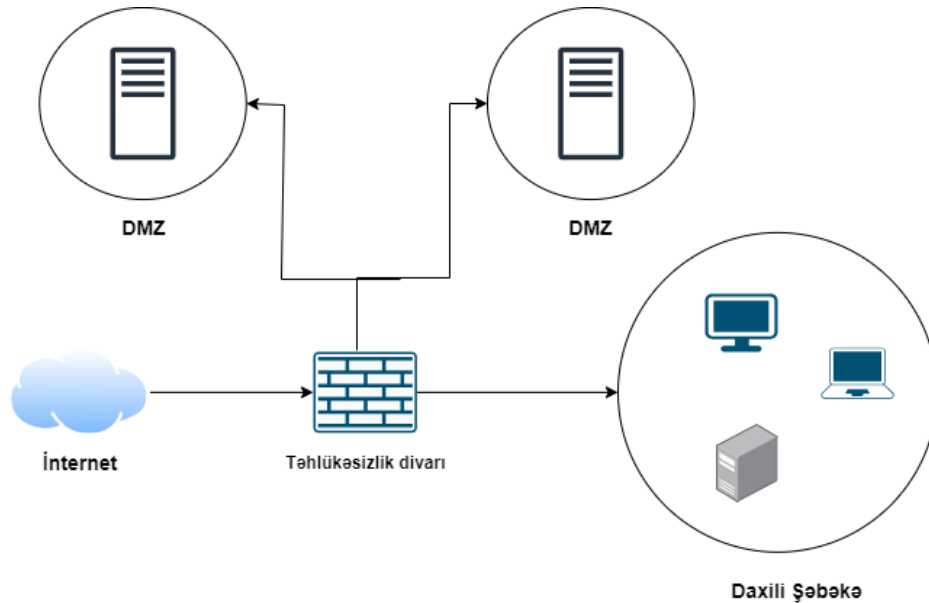 DMZ
DMZ
İnternet
Təhlükəsizlik divarı
Daxili Şəbəkə